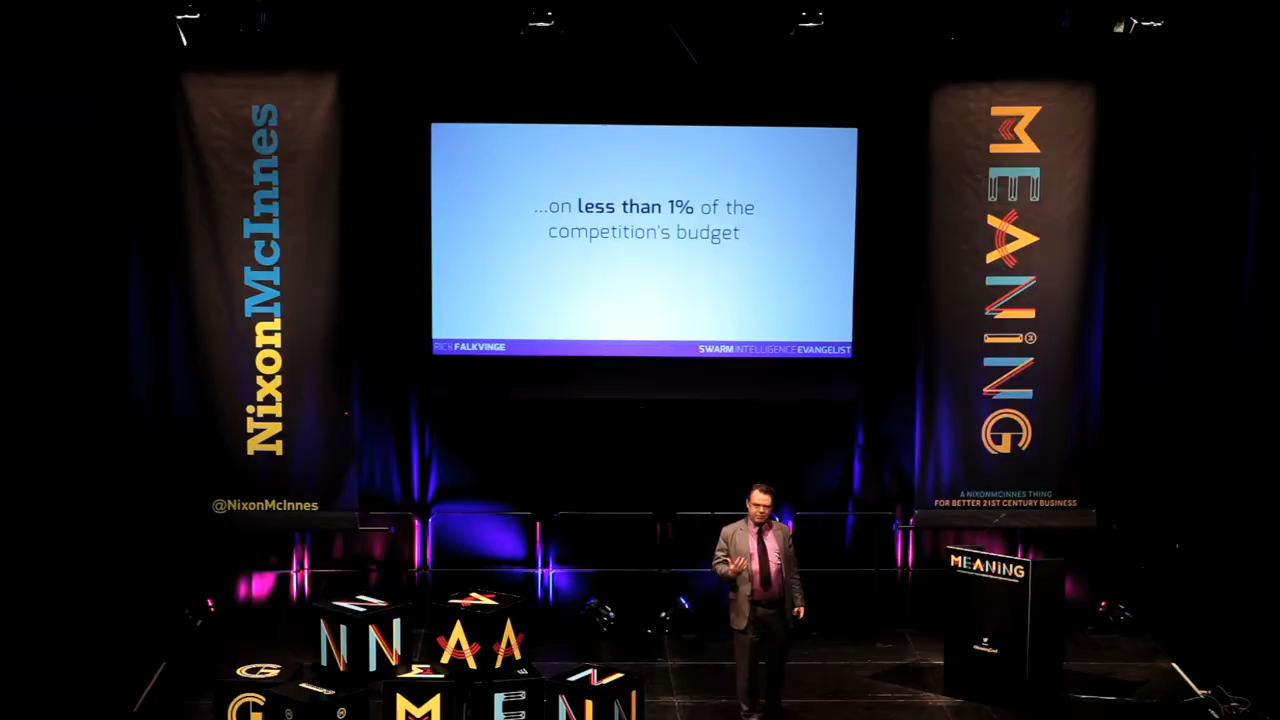 NixonMcInnes
@NixonMcInnes
...on less than 1% of the
competition's budget
RICK FALKVINGE
SWARM INTELLIGENCE EVANGELIST
MEANING
A NIXONMCINNES THING
FOR BETTER 21ST CENTURY BUSINESS
MEANiNG
N N N
A A
G
G
M
E
N
N